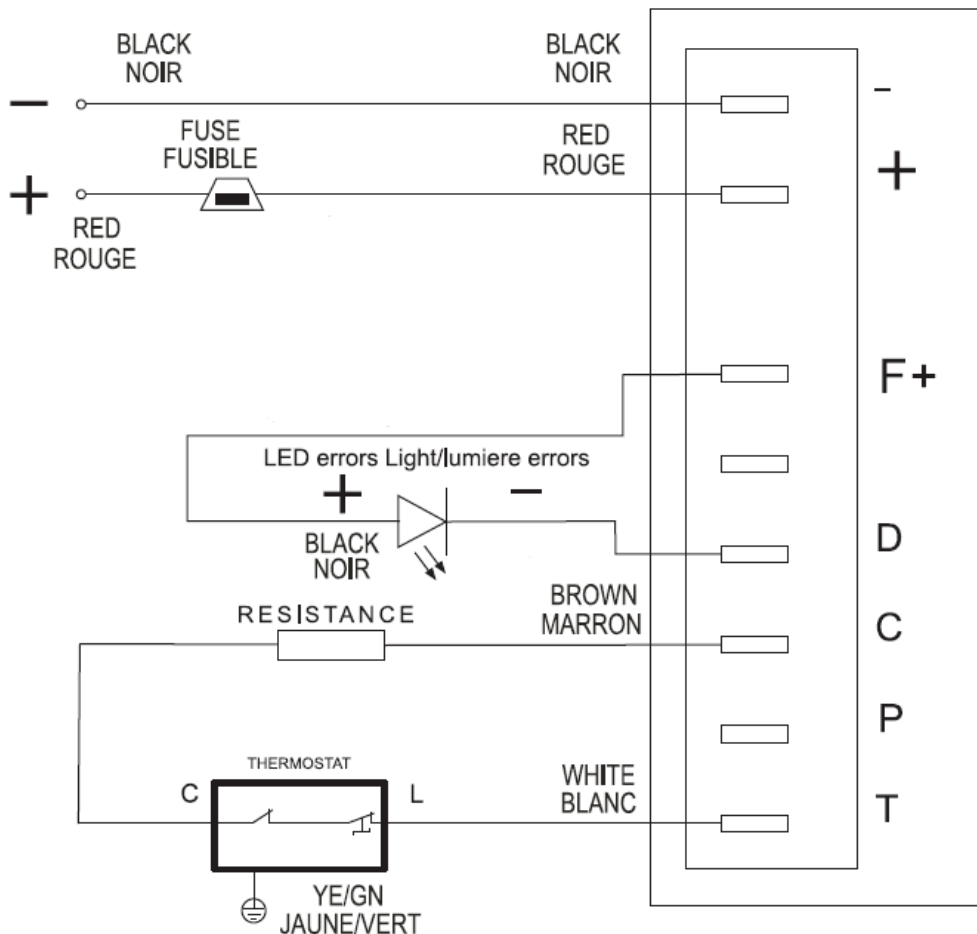 BLACK
NOIR
BLACK
NOIR
−
-
FUSE
FUSIBLE
RED
ROUGE
+
+
RED
ROUGE
F+
LED errors Light/lumiere errors
+
−
BLACK
NOIR
D
BROWN
MARRON
RESISTANCE
C
P
THERMOSTAT
WHITE
BLANC
C
L
T
YE/GN
JAUNE/VERT